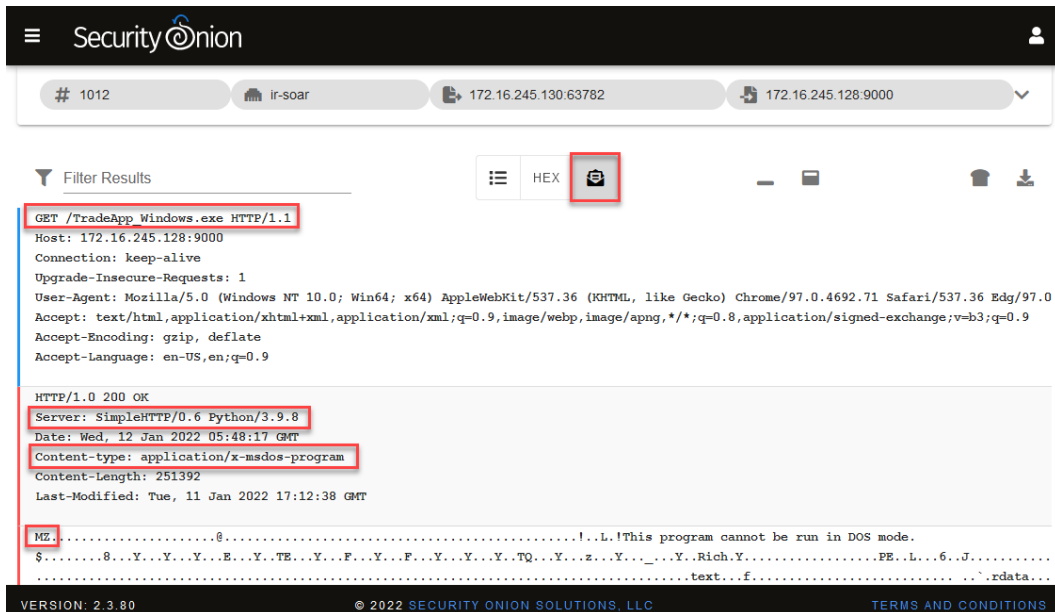 Security Onion
# 1012 ir-soar 172.16.245.130:63782 172.16.245.128:9000
Filter Results HEX
GET /TradeApp_Windows.exe HTTP/1.1
Host: 172.16.245.128:9000
Connection: keep-alive
Upgrade-Insecure-Requests: 1
User-Agent: Mozilla/5.0 (Windows NT 10.0; Win64; x64) AppleWebKit/537.36 (KHTML, like Gecko) Chrome/97.0.4692.71 Safari/537.36 Edg/97.0
Accept: text/html,application/xhtml+xml,application/xml;q=0.9,image/webp,image/apng,*/*;q=0.8,application/signed-exchange;v=b3;q=0.9
Accept-Encoding: gzip, deflate
Accept-Language: en-US,en;q=0.9
HTTP/1.0 200 OK
Server: SimpleHTTP/0.6 Python/3.9.8
Date: Wed, 12 Jan 2022 05:48:17 GMT
Content-type: application/x-msdos-program
Content-Length: 251392
Last-Modified: Tue, 11 Jan 2022 17:12:38 GMT
MZ......................@.......................................!..L.!This program cannot be run in DOS mode.
$........8...Y...Y...Y...E...Y..TE...Y...F...Y...F...Y...Y...Y..TQ...Y...z...Y..._...Y..Rich.Y..................PE..L...6..J...........
.......................................................................text...f........................... ..`.rdata...
VERSION: 2.3.80 © 2022 SECURITY ONION SOLUTIONS, LLC TERMS AND CONDITIONS